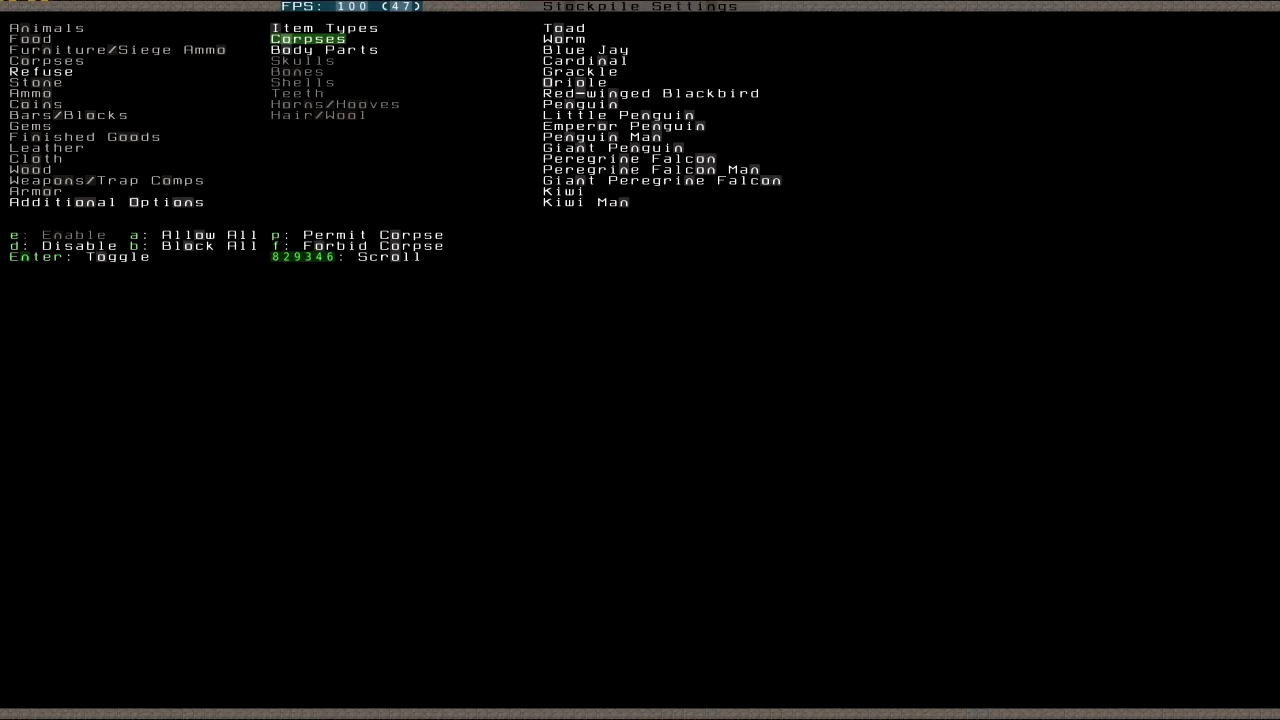 FPS: 100 (47) Stockpile Settings
Animals Item Types Toad
Food Corpses Worm
Furniture/Siege Ammo Body Parts Blue Jay
Corpses Skulls Cardinal
Refuse Bones Grackle
Stone Shells Oriole
Ammo Teeth Red-winged Blackbird
Coins Horns/Hooves Penguin
Bars/Blocks Hair/Wool Little Penguin
Gems Emperor Penguin
Finished Goods Penguin Man
Leather Giant Penguin
Cloth Peregrine Falcon
Wood Peregrine Falcon Man
Weapons/Trap Comps Giant Peregrine Falcon
Armor Kiwi
Additional Options Kiwi Man
e: Enable a: Allow All p: Permit Corpse
d: Disable b: Block All f: Forbid Corpse
Enter: Toggle 829346: Scroll